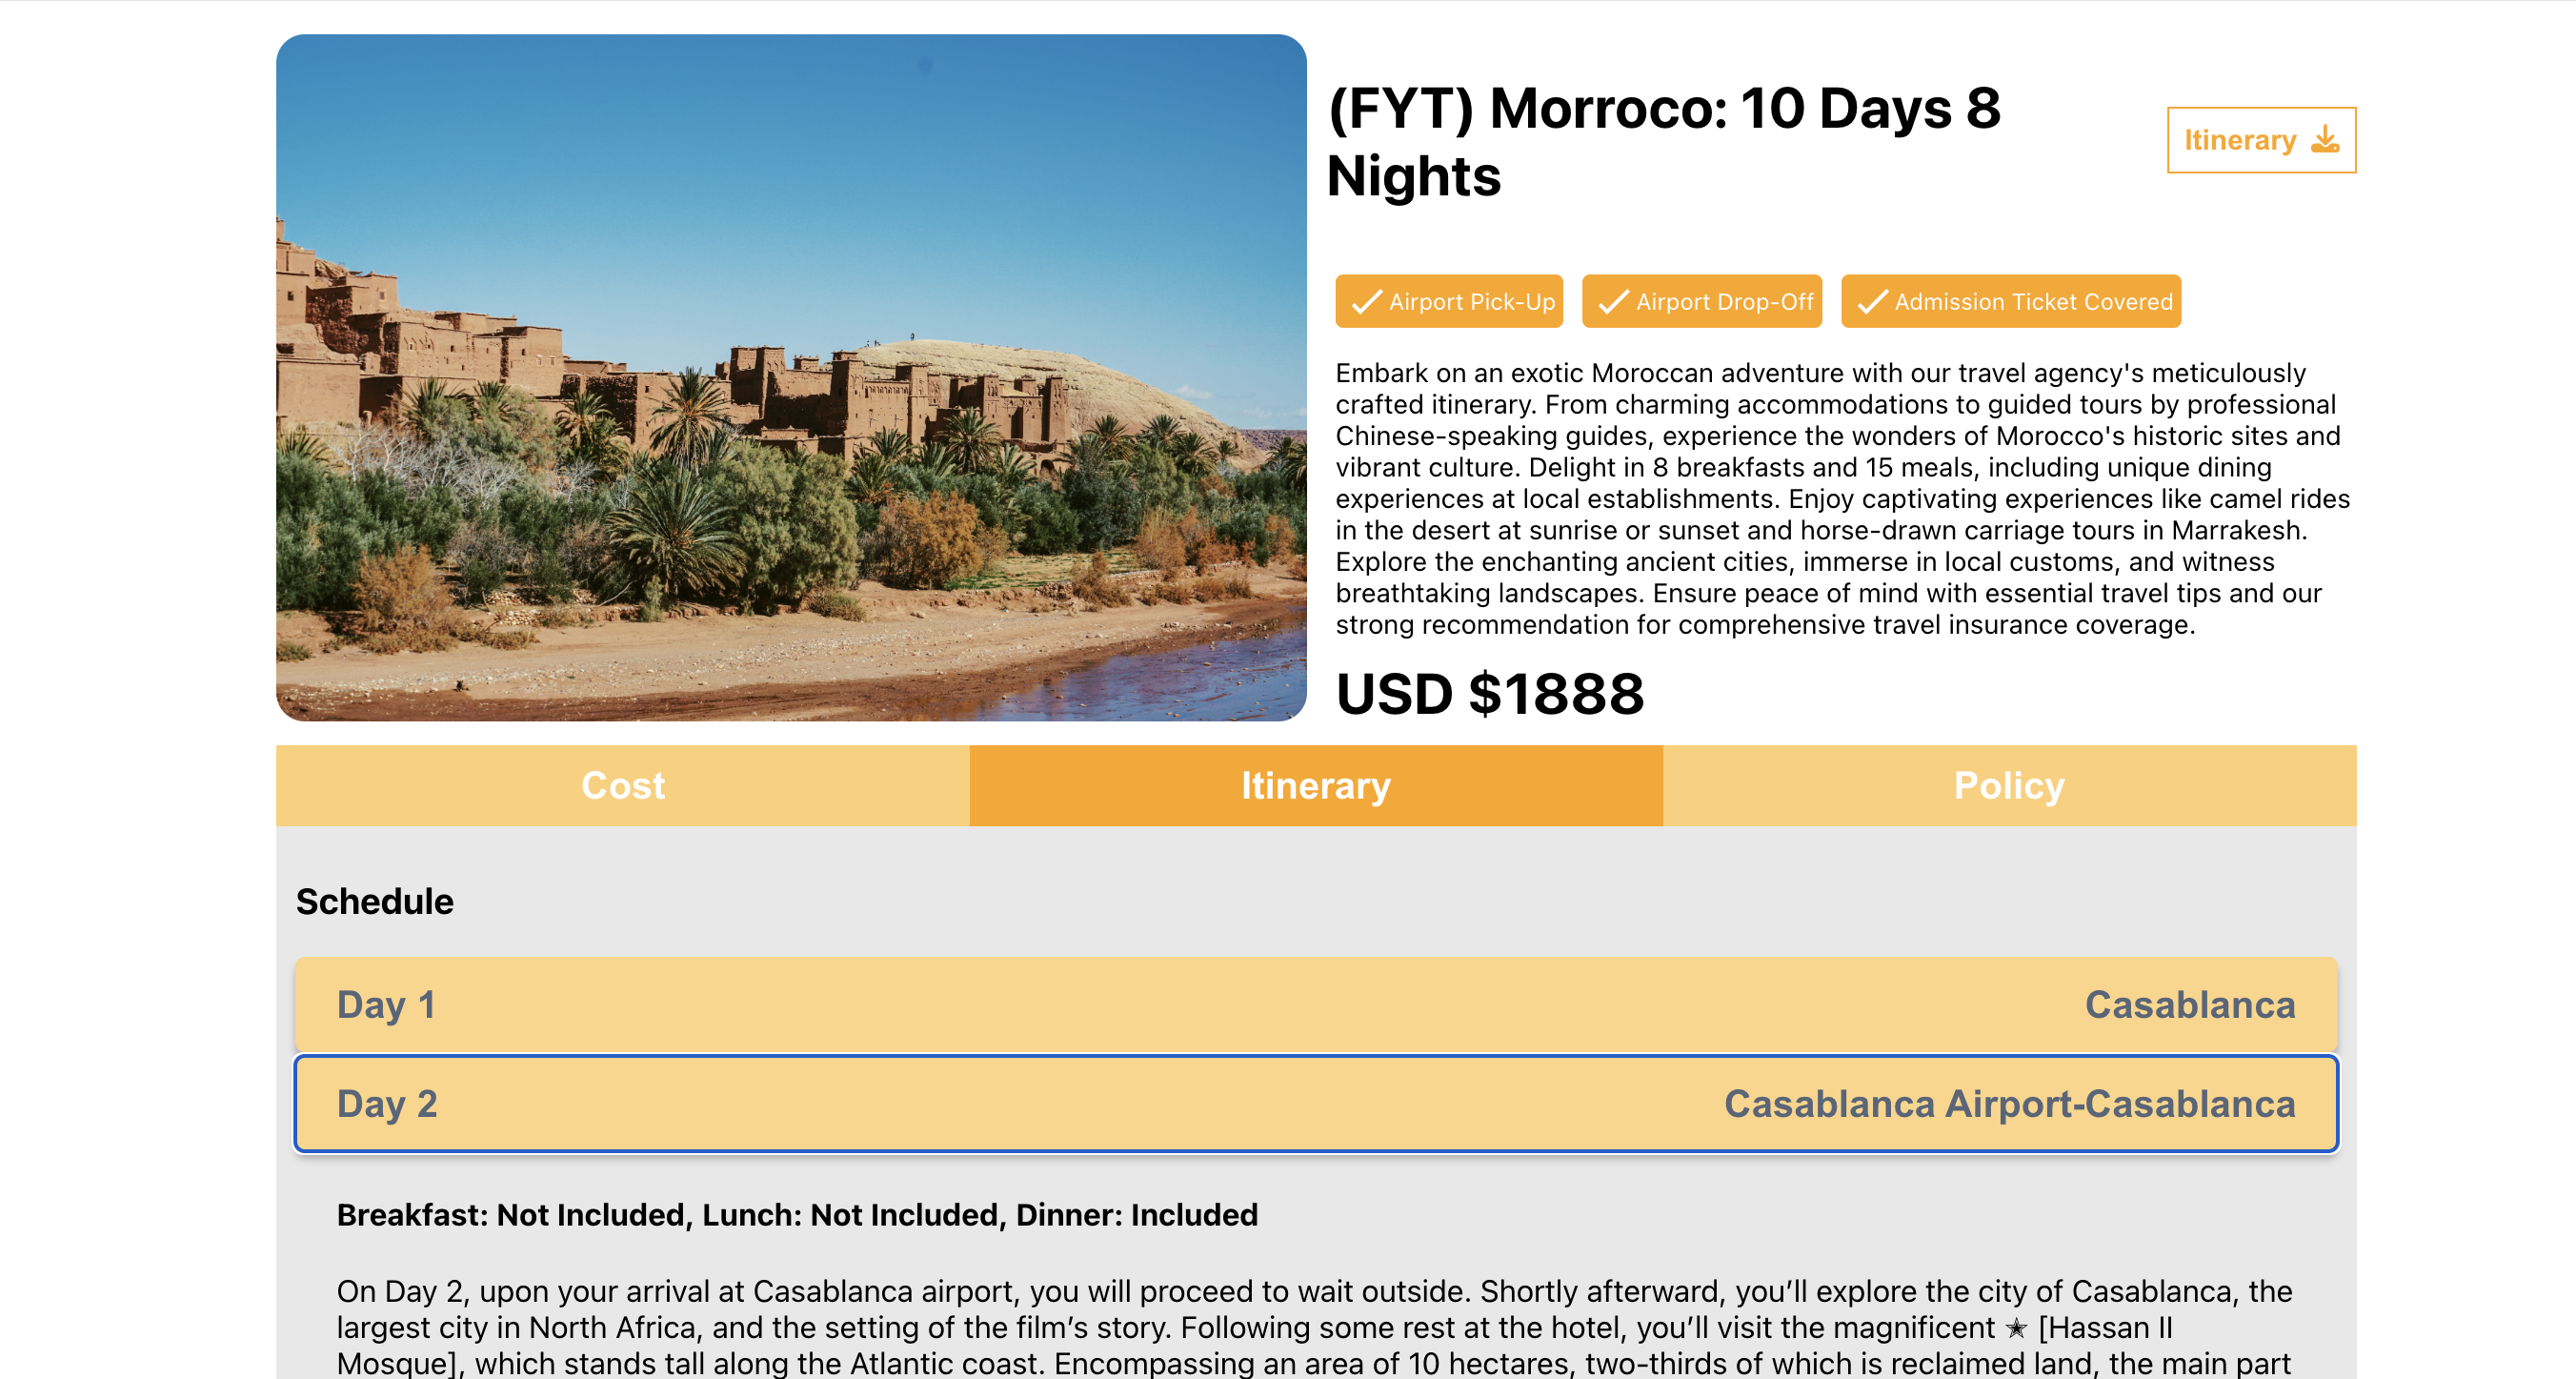 (FYT) Morroco: 10 Days 8
Nights
Itinerary
Airport Pick-Up
Airport Drop-Off
Admission Ticket Covered
Embark on an exotic Moroccan adventure with our travel agency's meticulously
crafted itinerary. From charming accommodations to guided tours by professional
Chinese-speaking guides, experience the wonders of Morocco's historic sites and
vibrant culture. Delight in 8 breakfasts and 15 meals, including unique dining
experiences at local establishments. Enjoy captivating experiences like camel rides
in the desert at sunrise or sunset and horse-drawn carriage tours in Marrakesh.
Explore the enchanting ancient cities, immerse in local customs, and witness
breathtaking landscapes. Ensure peace of mind with essential travel tips and our
strong recommendation for comprehensive travel insurance coverage.
USD $1888
Cost
Itinerary
Policy
Schedule
Day 1 Casablanca
Day 2 Casablanca Airport-Casablanca
Breakfast: Not Included, Lunch: Not Included, Dinner: Included
On Day 2, upon your arrival at Casablanca airport, you will proceed to wait outside. Shortly afterward, you’ll explore the city of Casablanca, the
largest city in North Africa, and the setting of the film’s story. Following some rest at the hotel, you’ll visit the magnificent ✭ [Hassan II
Mosque], which stands tall along the Atlantic coast. Encompassing an area of 10 hectares, two-thirds of which is reclaimed land, the main part